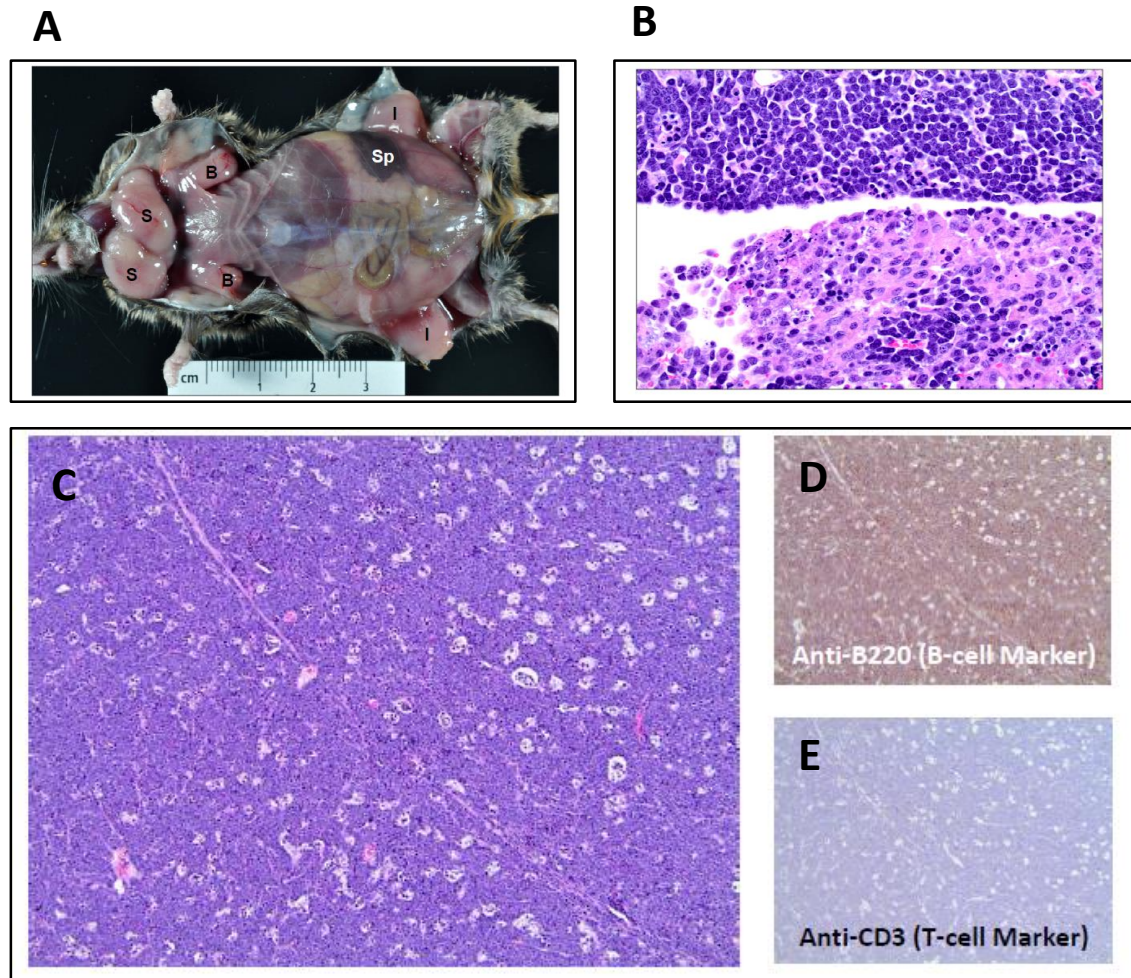 A
B
I
Sp
B
S
S
B
I
cm
1
2
3
C
D
Anti-B220 (B-cell Marker)
E
Anti-CD3 (T-cell Marker)